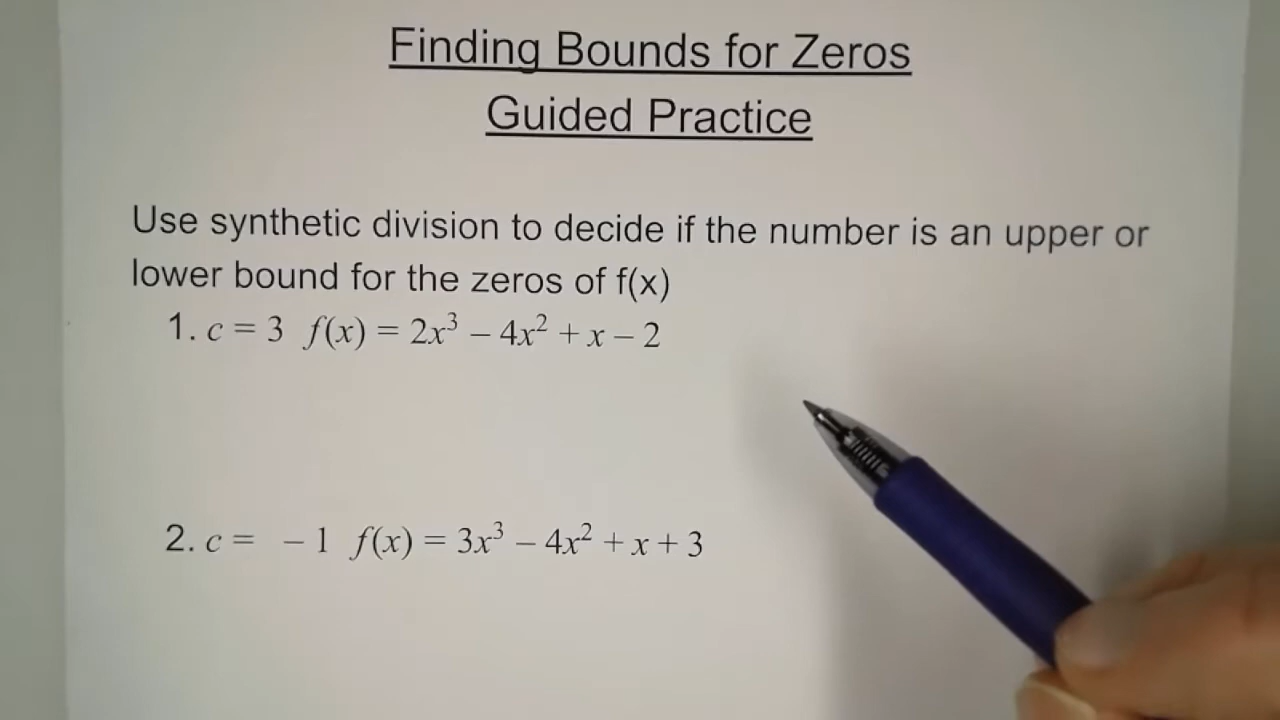 Finding Bounds for Zeros
Guided Practice
Use synthetic division to decide if the number is an upper or
lower bound for the zeros of f(x)
1. c = 3 f(x) = 2x³ – 4x² + x – 2
2. c = – 1 f(x) = 3x³ – 4x² + x + 3